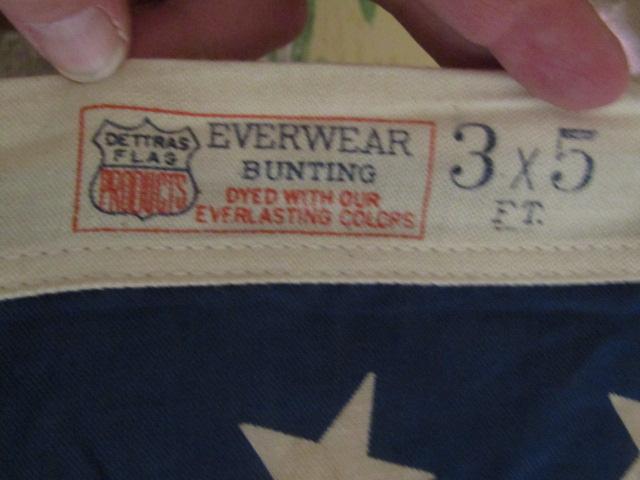 DETTRAS
FLAG
PRODUCTS
EVERWEAR
BUNTING
DYED WITH OUR
EVERLASTING COLORS
3 X 5
FT.